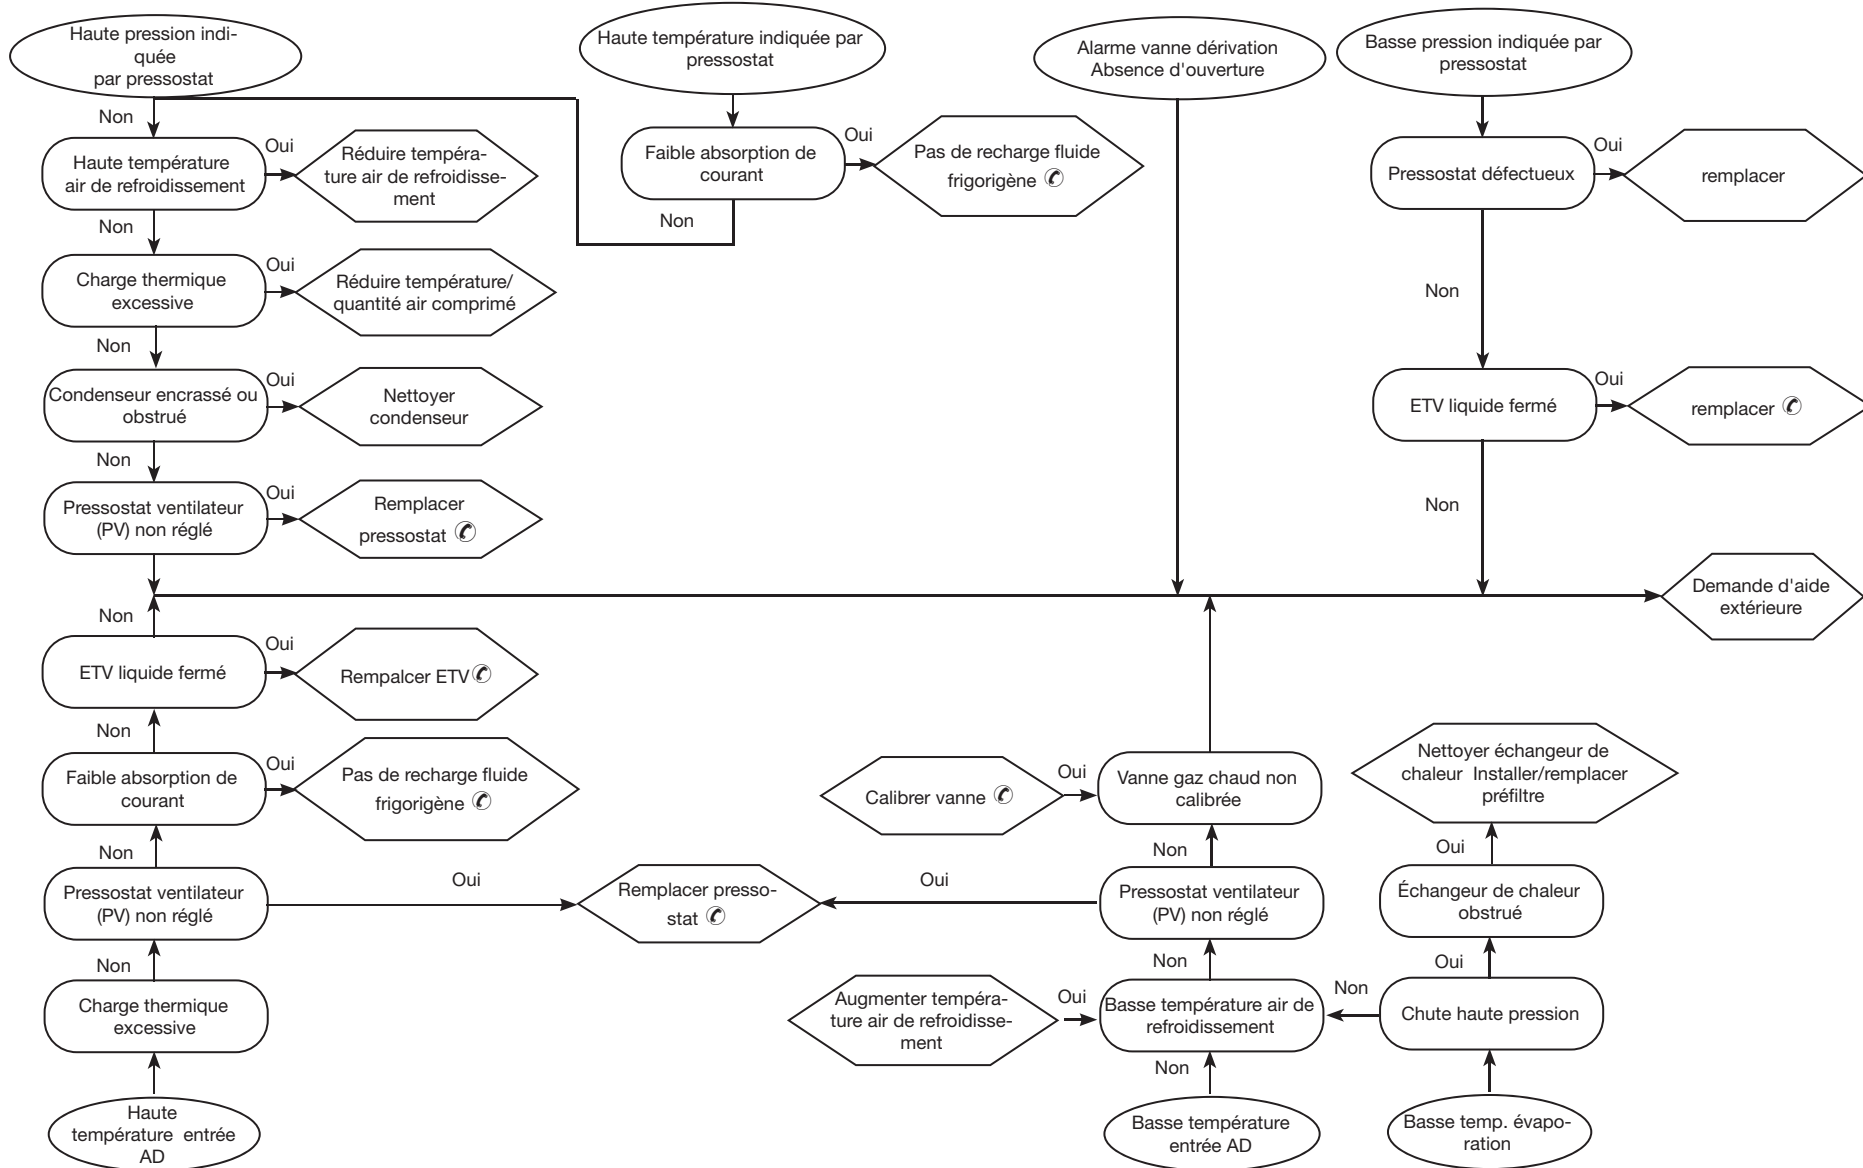 Haute pression indi-
quée
par pressostat
Non
Haute température
air de refroidissement
Oui
Réduire tempéra-
ture air de refroidisse-
ment
Non
Charge thermique
excessive
Oui
Réduire température/
quantité air comprimé
Non
Condenseur encrassé ou
obstrué
Oui
Nettoyer
condenseur
Non
Pressostat ventilateur
(PV) non réglé
Oui
Remplacer
pressostat ✆
Haute température indiquée par
pressostat
Faible absorption de
courant
Oui
Pas de recharge fluide
frigorigène ✆
Non
Alarme vanne dérivation
Absence d'ouverture
Basse pression indiquée par
pressostat
Pressostat défectueux
Oui
remplacer
Non
ETV liquide fermé
Oui
remplacer ✆
Non
Demande d'aide
extérieure
Non
ETV liquide fermé
Oui
Rempalcer ETV ✆
Non
Faible absorption de
courant
Oui
Pas de recharge fluide
frigorigène ✆
Non
Pressostat ventilateur
(PV) non réglé
Oui
Remplacer presso-
stat ✆
Non
Charge thermique
excessive
Haute
température entrée
AD
Calibrer vanne ✆
Oui
Vanne gaz chaud non
calibrée
Non
Oui
Pressostat ventilateur
(PV) non réglé
Non
Augmenter tempéra-
ture air de refroidisse-
ment
Oui
Basse température air de
refroidissement
Non
Basse température
entrée AD
Nettoyer échangeur de
chaleur Installer/remplacer
préfiltre
Oui
Échangeur de chaleur
obstrué
Oui
Non
Chute haute pression
Basse temp. évapo-
ration